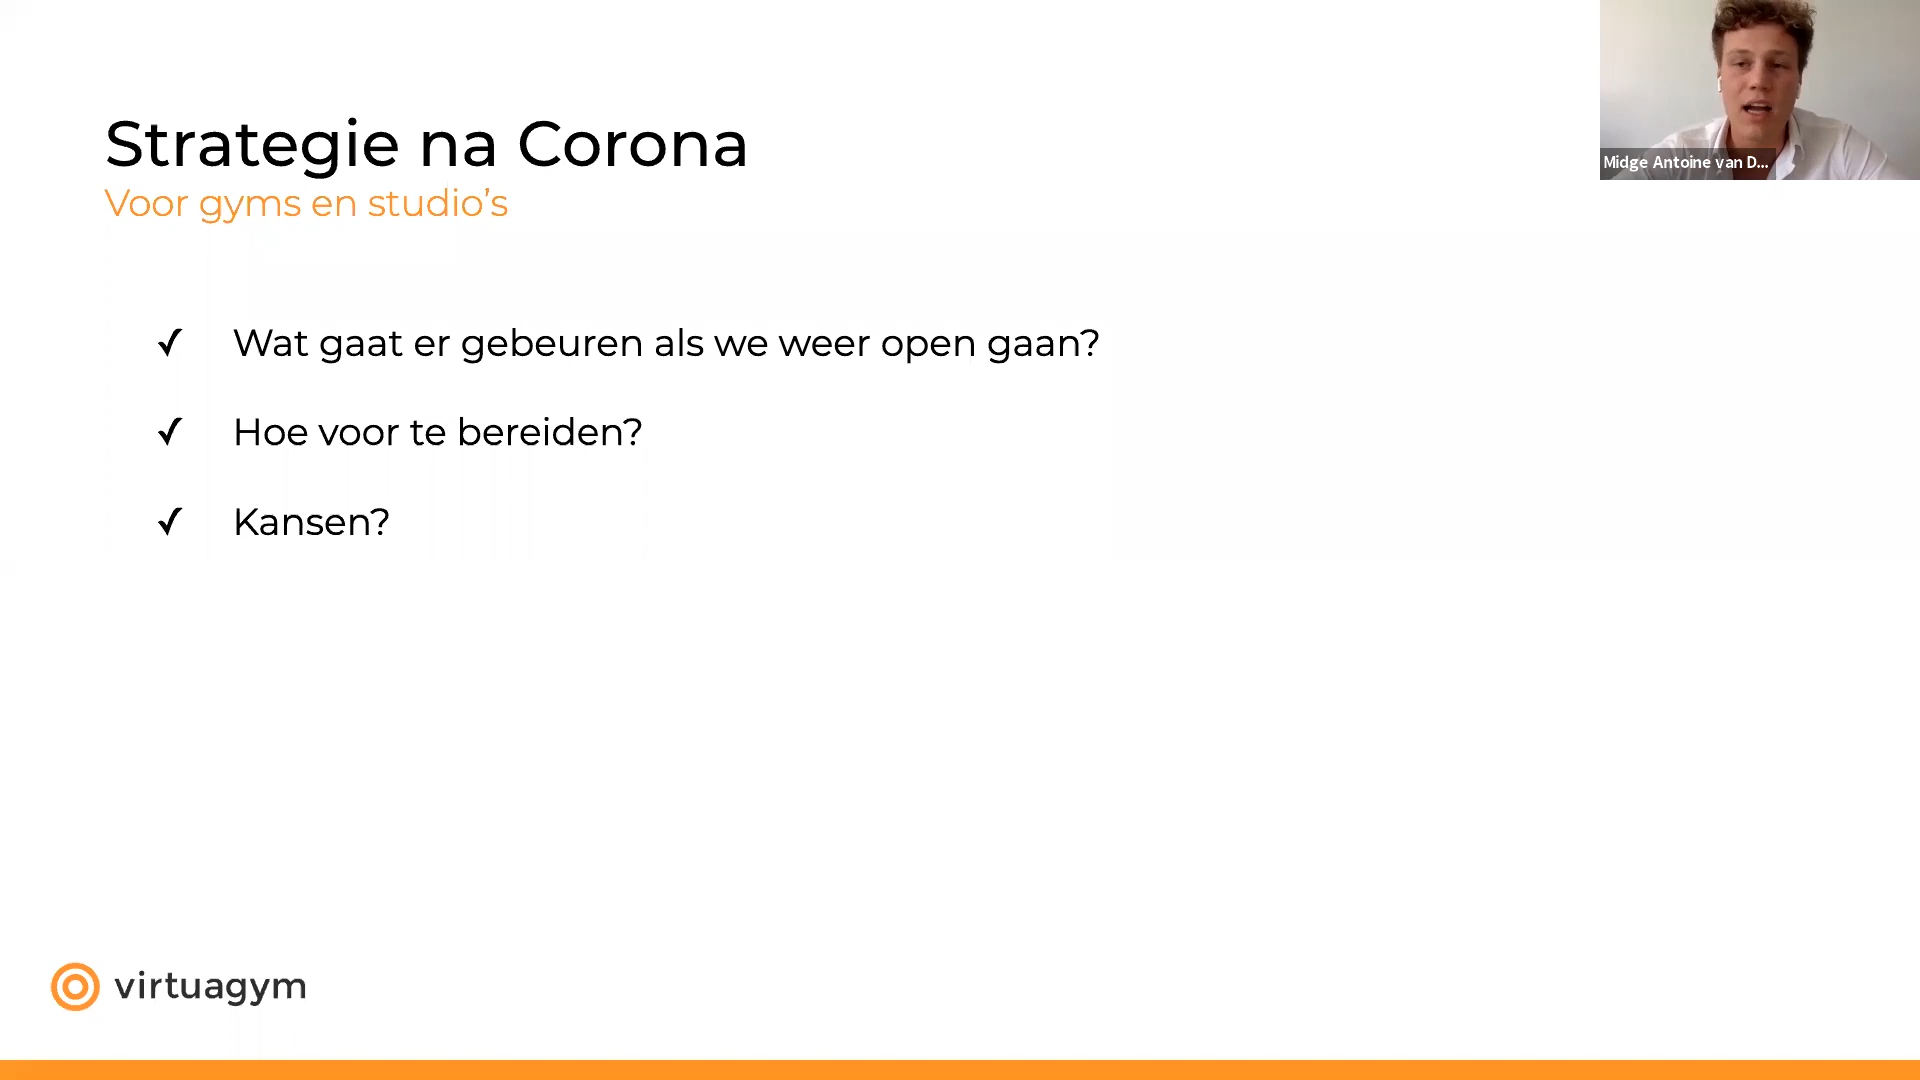 Strategie na Corona
Voor gyms en studio's
✓ Wat gaat er gebeuren als we weer open gaan?
✓ Hoe voor te bereiden?
✓ Kansen?
Midge Antoine van D...
virtuagym